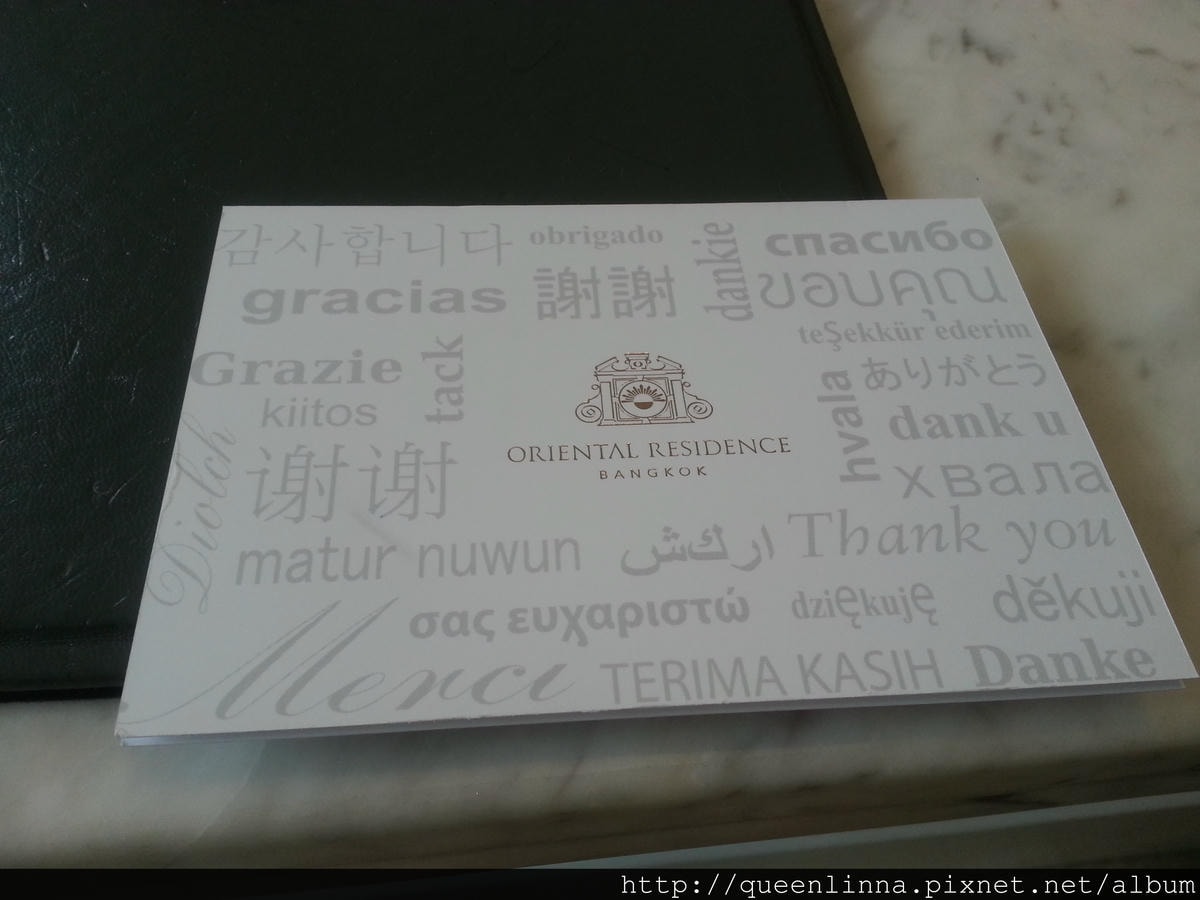 감사합니다
obrigado
dankie
спасибо
gracias
謝謝
ขอบคุณ
teŞekkür ederim
Grazie
tack
ありがとう
kiitos
hvala
dank u
ORIENTAL RESIDENCE
BANGKOK
谢谢
хвала
Diolch
matur nuwun
ار كش
Thank you
σας ευχαριστώ
dziękuję
děkuji
Merci
TERIMA KASIH
Danke
http://queenlinna.pixnet.net/album